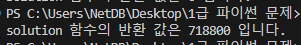 PS C:\Users\NetDB\Desktop\1급 파이썬 문제>
solution 함수의 반환 값은 718800 입니다.